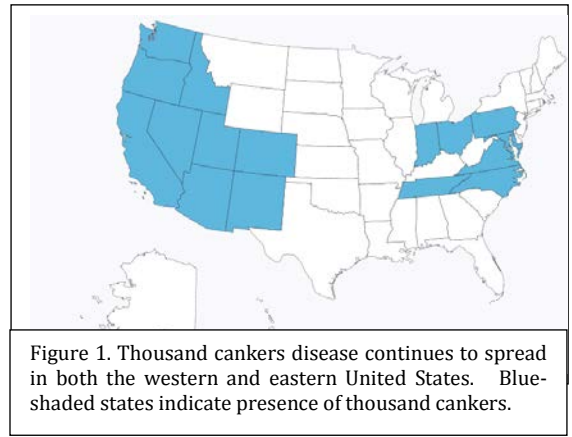 Figure 1. Thousand cankers disease continues to spread
in both the western and eastern United States. Blue-
shaded states indicate presence of thousand cankers.